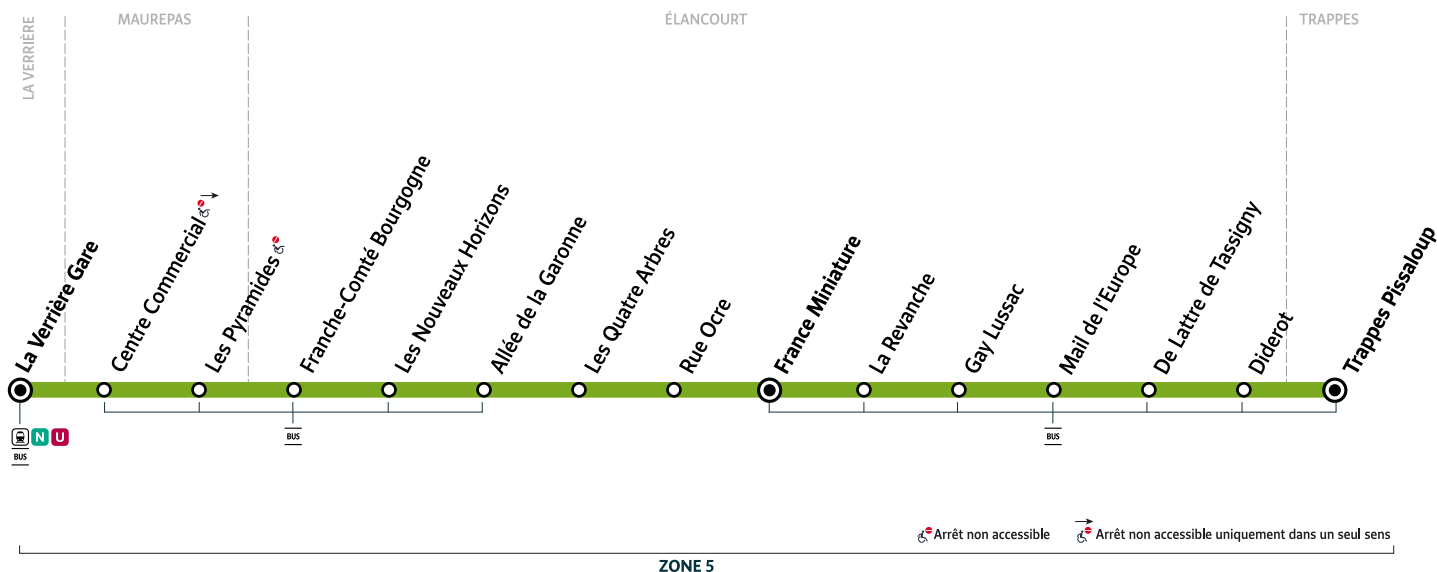 LA VERRIÈRE
MAUREPAS
ÉLANCOURT
TRAPPES
La Verrière Gare
Centre Commercial
Les Pyramides
Franche-Comté Bourgogne
Les Nouveaux Horizons
Allée de la Garonne
Les Quatre Arbres
Rue Ocre
France Miniature
La Revanche
Gay Lussac
Mail de l'Europe
De Lattre de Tassigny
Diderot
Trappes Pissaloup
N U
BUS
BUS
BUS
Arrêt non accessible
Arrêt non accessible uniquement dans un seul sens
ZONE 5